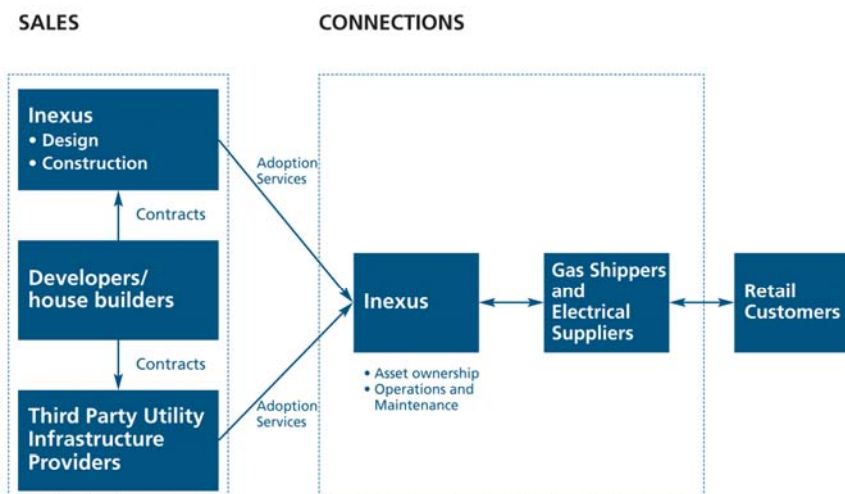 SALES
CONNECTIONS
Inexus
• Design
• Construction
Adoption
Services
Contracts
Developers/
house builders
Inexus
Gas Shippers
and
Electrical
Suppliers
Retail
Customers
Contracts
• Asset ownership
• Operations and
Maintenance
Adoption
Services
Third Party Utility
Infrastructure
Providers